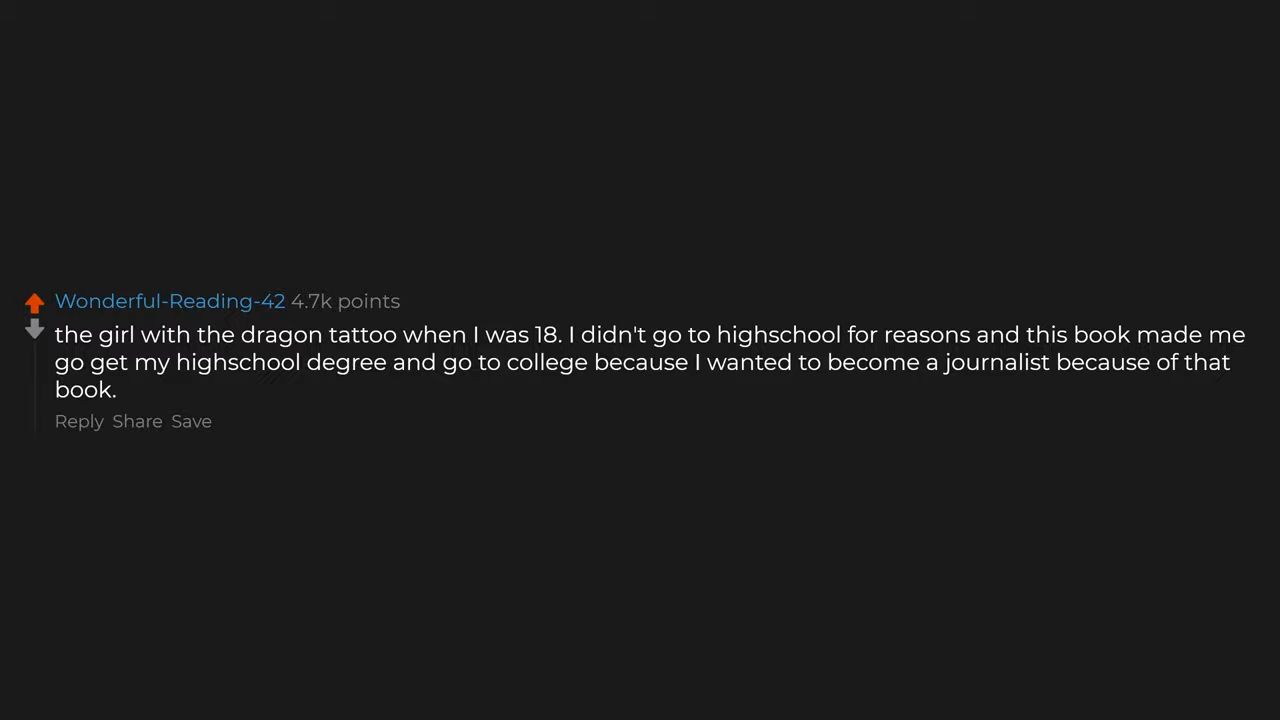 Wonderful-Reading-42 4.7k points
the girl with the dragon tattoo when I was 18. I didn't go to highschool for reasons and this book made me
go get my highschool degree and go to college because I wanted to become a journalist because of that
book.
Reply Share Save